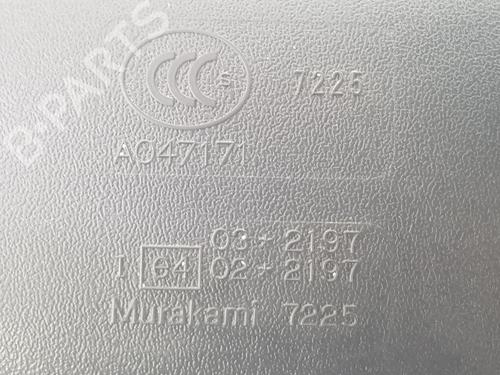 B-PARTS
CCC S 7225
A047171
03 - 2197
I e4 02 - 2197
Murakami 7225